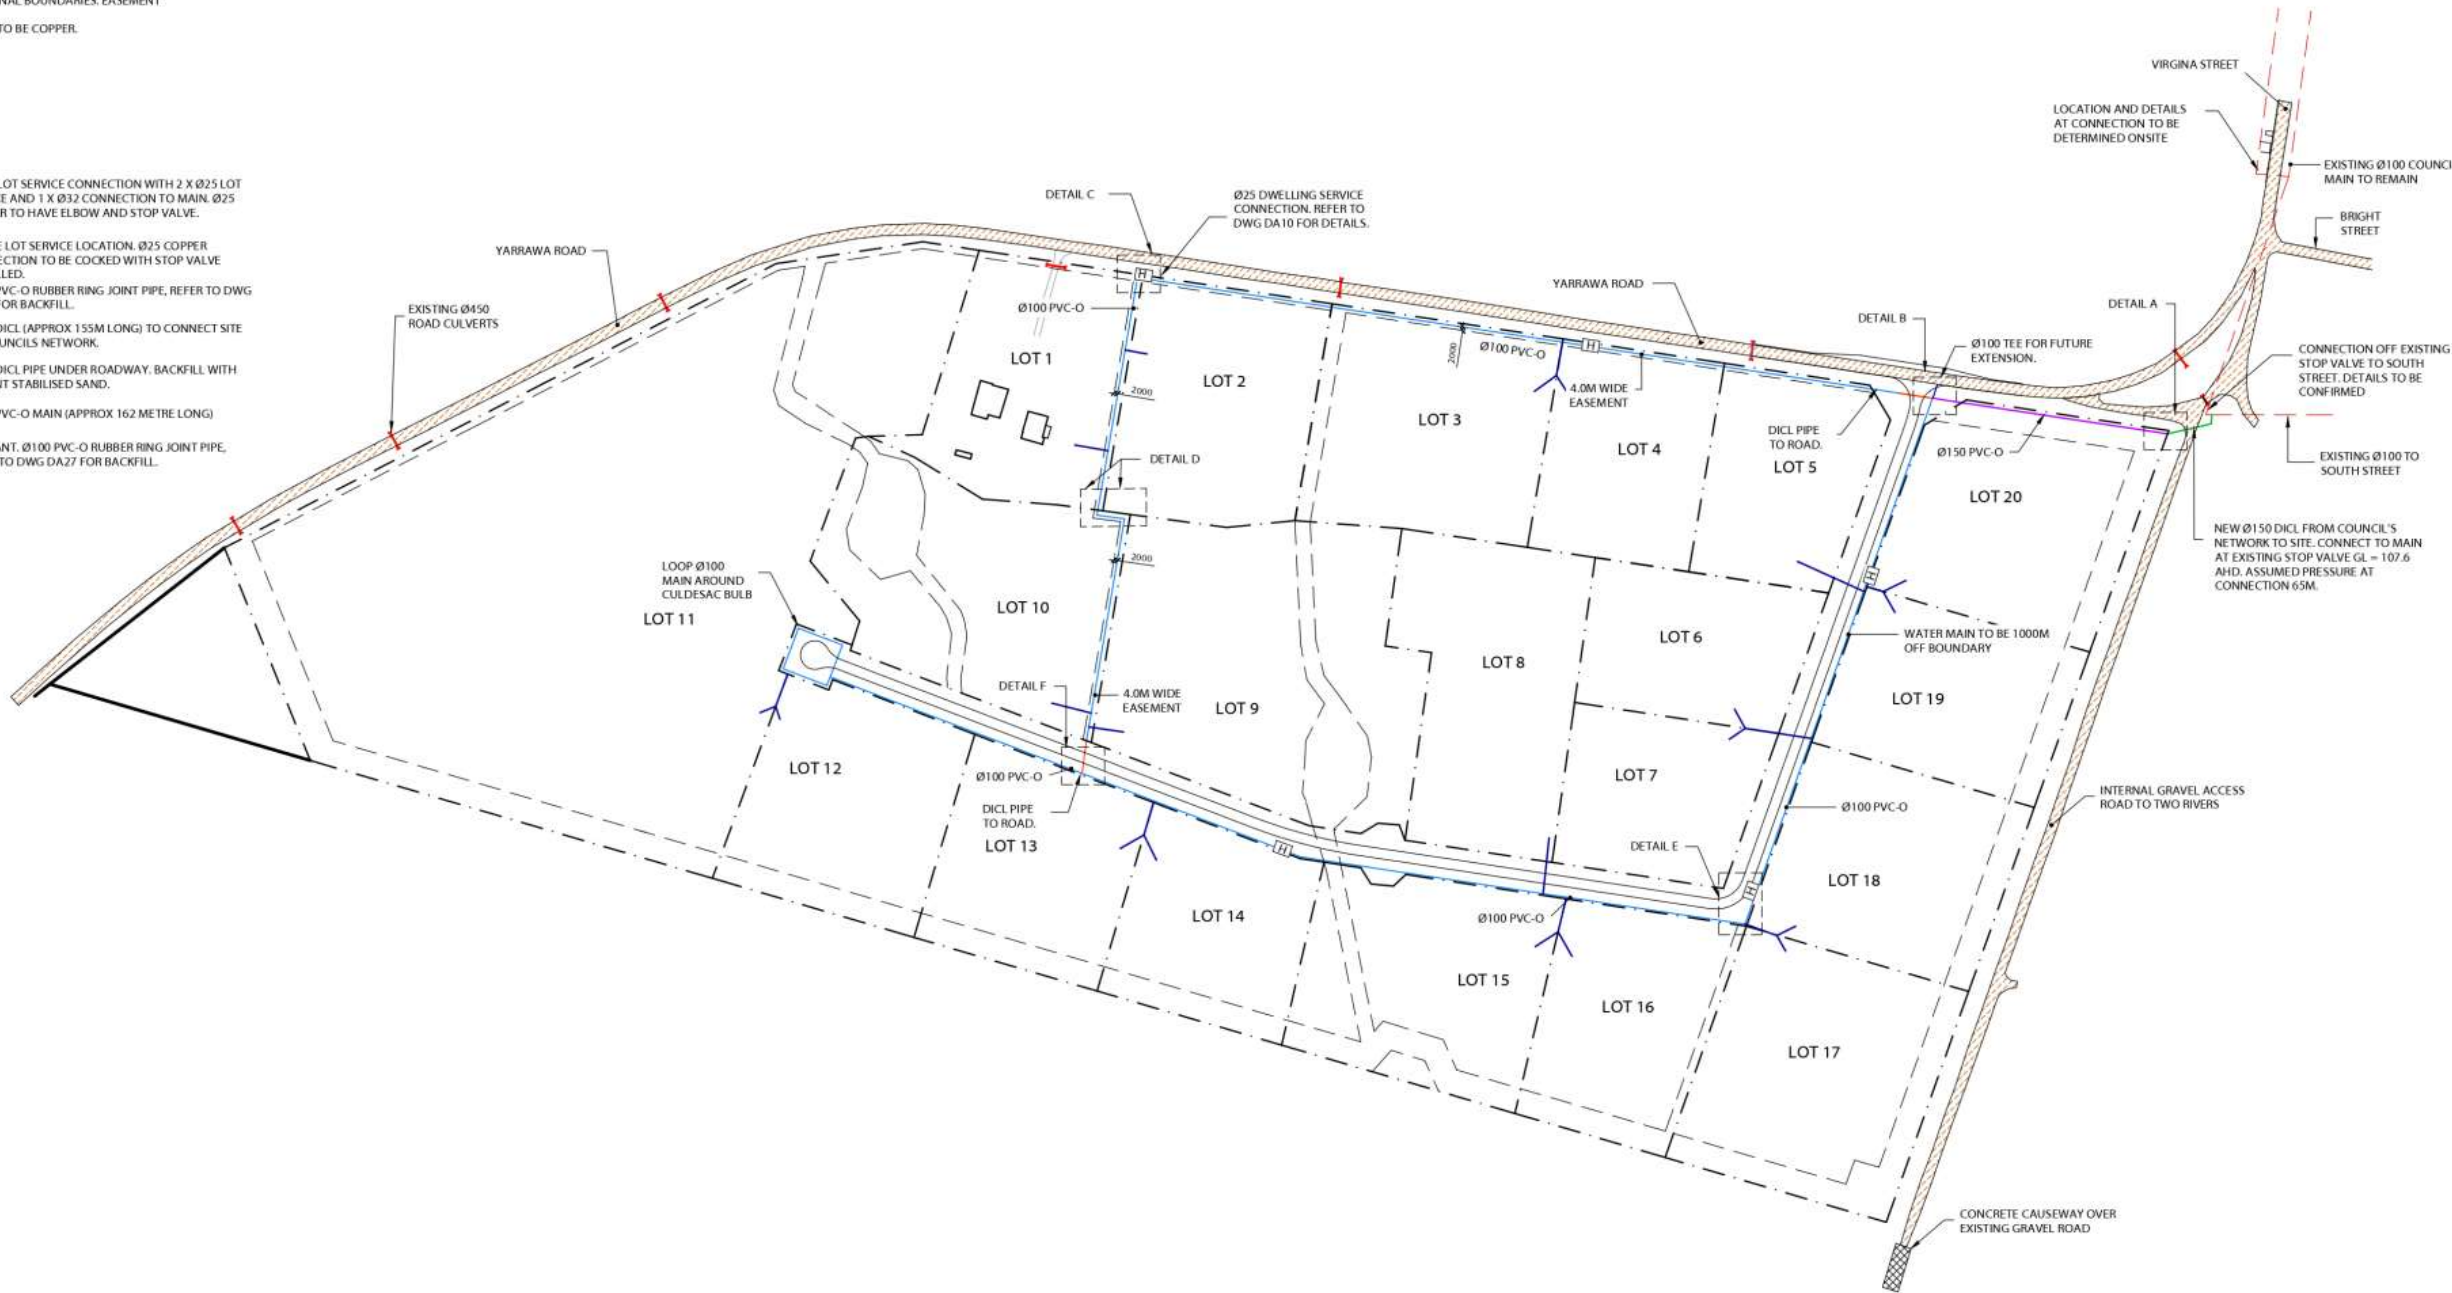 NAL BOUNDARIES. EASEMENT
TO BE COPPER.
LOT SERVICE CONNECTION WITH 2 X Ø25 LOT
E AND 1 X Ø32 CONNECTION TO MAIN. Ø25
R TO HAVE ELBOW AND STOP VALVE.
E LOT SERVICE LOCATION. Ø25 COPPER
ECTION TO BE COCKED WITH STOP VALVE
LED.
VC-O RUBBER RING JOINT PIPE, REFER TO DWG
FOR BACKFILL.
DICL (APPROX 155M LONG) TO CONNECT SITE
OUNCILS NETWORK.
DICL PIPE UNDER ROADWAY. BACKFILL WITH
NT STABILISED SAND.
VC-O MAIN (APPROX 162 METRE LONG)
ANT. Ø100 PVC-O RUBBER RING JOINT PIPE,
TO DWG DA27 FOR BACKFILL.
YARRAWA ROAD
EXISTING Ø450
ROAD CULVERTS
DETAIL C
Ø25 DWELLING SERVICE
CONNECTION. REFER TO
DWG DA10 FOR DETAILS.
H
Ø100 PVC-O
LOT 1
LOT 2
2000
DETAIL D
2000
LOT 3
2000
Ø100 PVC-O
H
4.0M WIDE
EASEMENT
YARRAWA ROAD
LOT 4
LOT 5
DICL PIPE
TO ROAD.
DETAIL B
Ø100 TEE FOR FUTURE
EXTENSION.
DETAIL A
VIRGINA STREET
LOCATION AND DETAILS
AT CONNECTION TO BE
DETERMINED ONSITE
EXISTING Ø100 COUNCI
MAIN TO REMAIN
BRIGHT
STREET
CONNECTION OFF EXISTING
STOP VALVE TO SOUTH
STREET. DETAILS TO BE
CONFIRMED
EXISTING Ø100 TO
SOUTH STREET
Ø150 PVC-O
LOT 20
NEW Ø150 DICL FROM COUNCIL'S
NETWORK TO SITE. CONNECT TO MAIN
AT EXISTING STOP VALVE GL = 107.6
AHD. ASSUMED PRESSURE AT
CONNECTION 65M.
H
LOOP Ø100
MAIN AROUND
CULDESAC BULB
LOT 11
LOT 10
LOT 6
WATER MAIN TO BE 1000M
OFF BOUNDARY
LOT 8
DETAIL F
4.0M WIDE
EASEMENT
LOT 9
LOT 19
LOT 12
Ø100 PVC-O
LOT 7
DICL PIPE
TO ROAD.
LOT 13
Ø100 PVC-O
INTERNAL GRAVEL ACCESS
ROAD TO TWO RIVERS
H
DETAIL E
H
LOT 18
LOT 14
Ø100 PVC-O
LOT 15
LOT 16
LOT 17
CONCRETE CAUSEWAY OVER
EXISTING GRAVEL ROAD